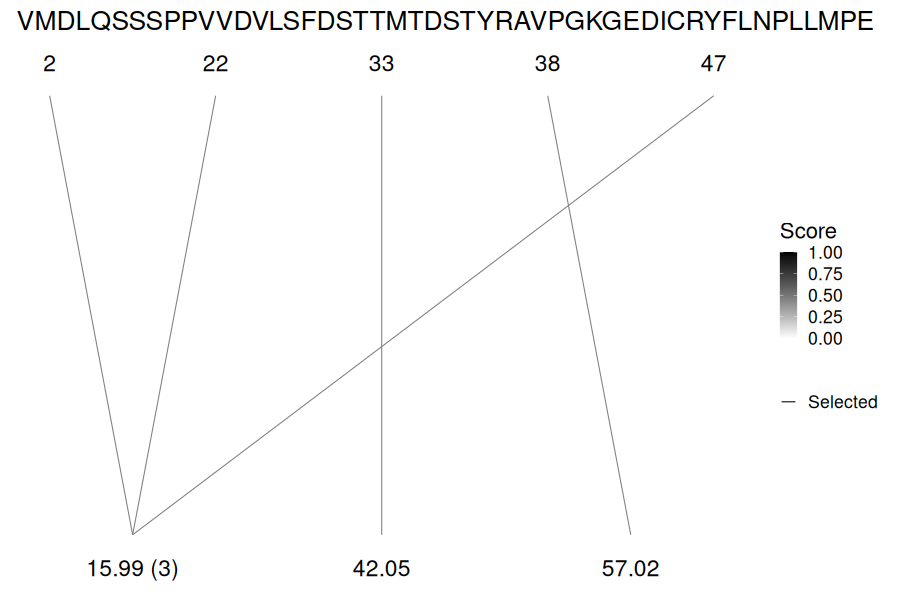 VMDLQSSSPPVVDVLSFDSTTMTDSTYRAVPGKGEDICRYFLNPLLMPE
2 22 33 38 47
Score
1.00
0.75
0.50
0.25
0.00
Selected
15.99 (3) 42.05 57.02